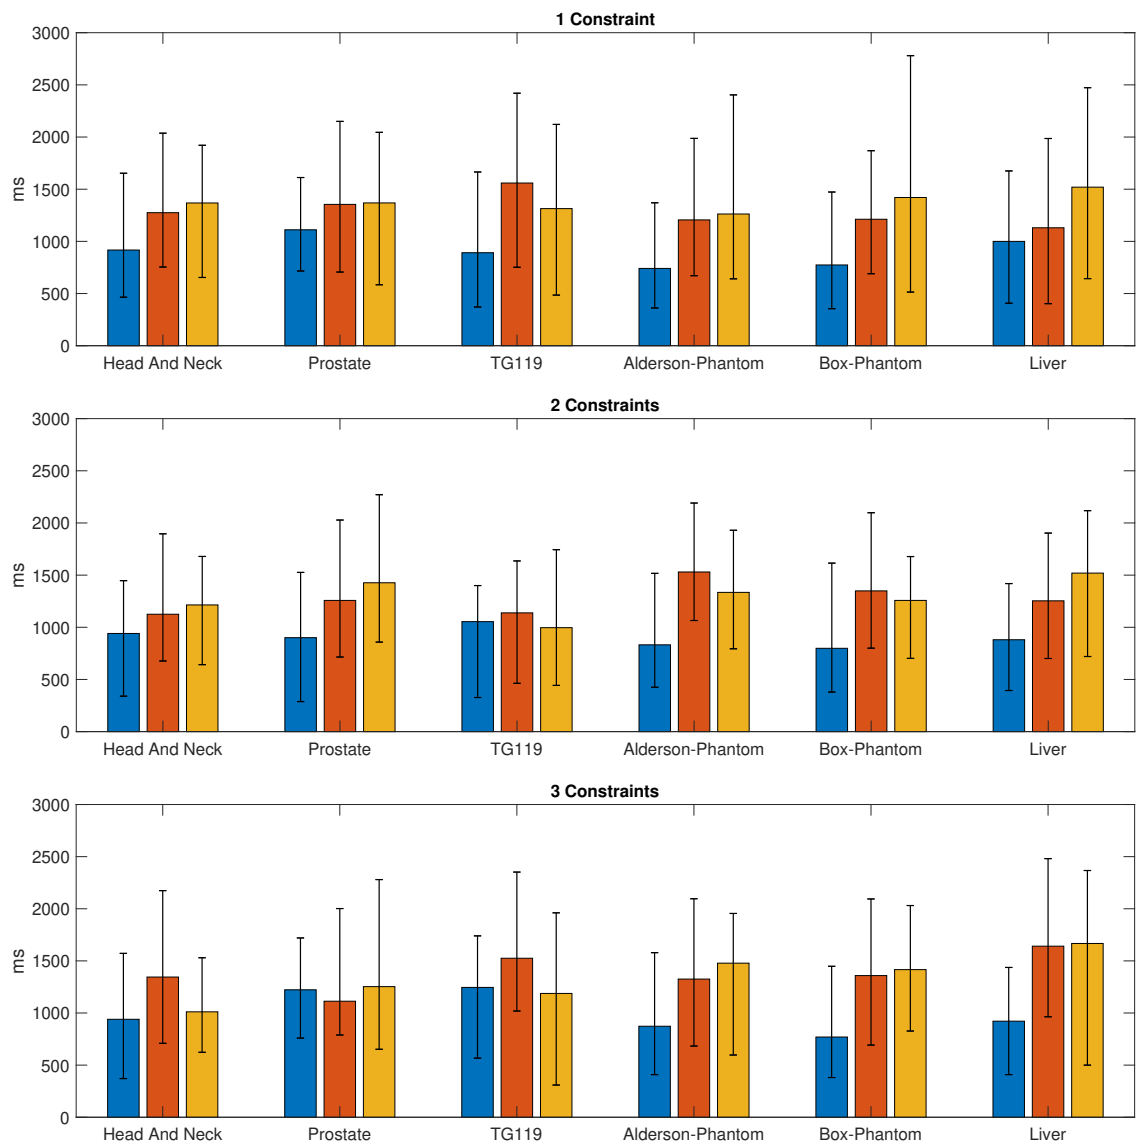 1 Constraint
3000
2500
2000
1500
1000
500
0
ms
Head And Neck Prostate TG119 Alderson-Phantom Box-Phantom Liver
2 Constraints
3000
2500
2000
1500
1000
500
0
ms
Head And Neck Prostate TG119 Alderson-Phantom Box-Phantom Liver
3 Constraints
3000
2500
2000
1500
1000
500
0
ms
Head And Neck Prostate TG119 Alderson-Phantom Box-Phantom Liver